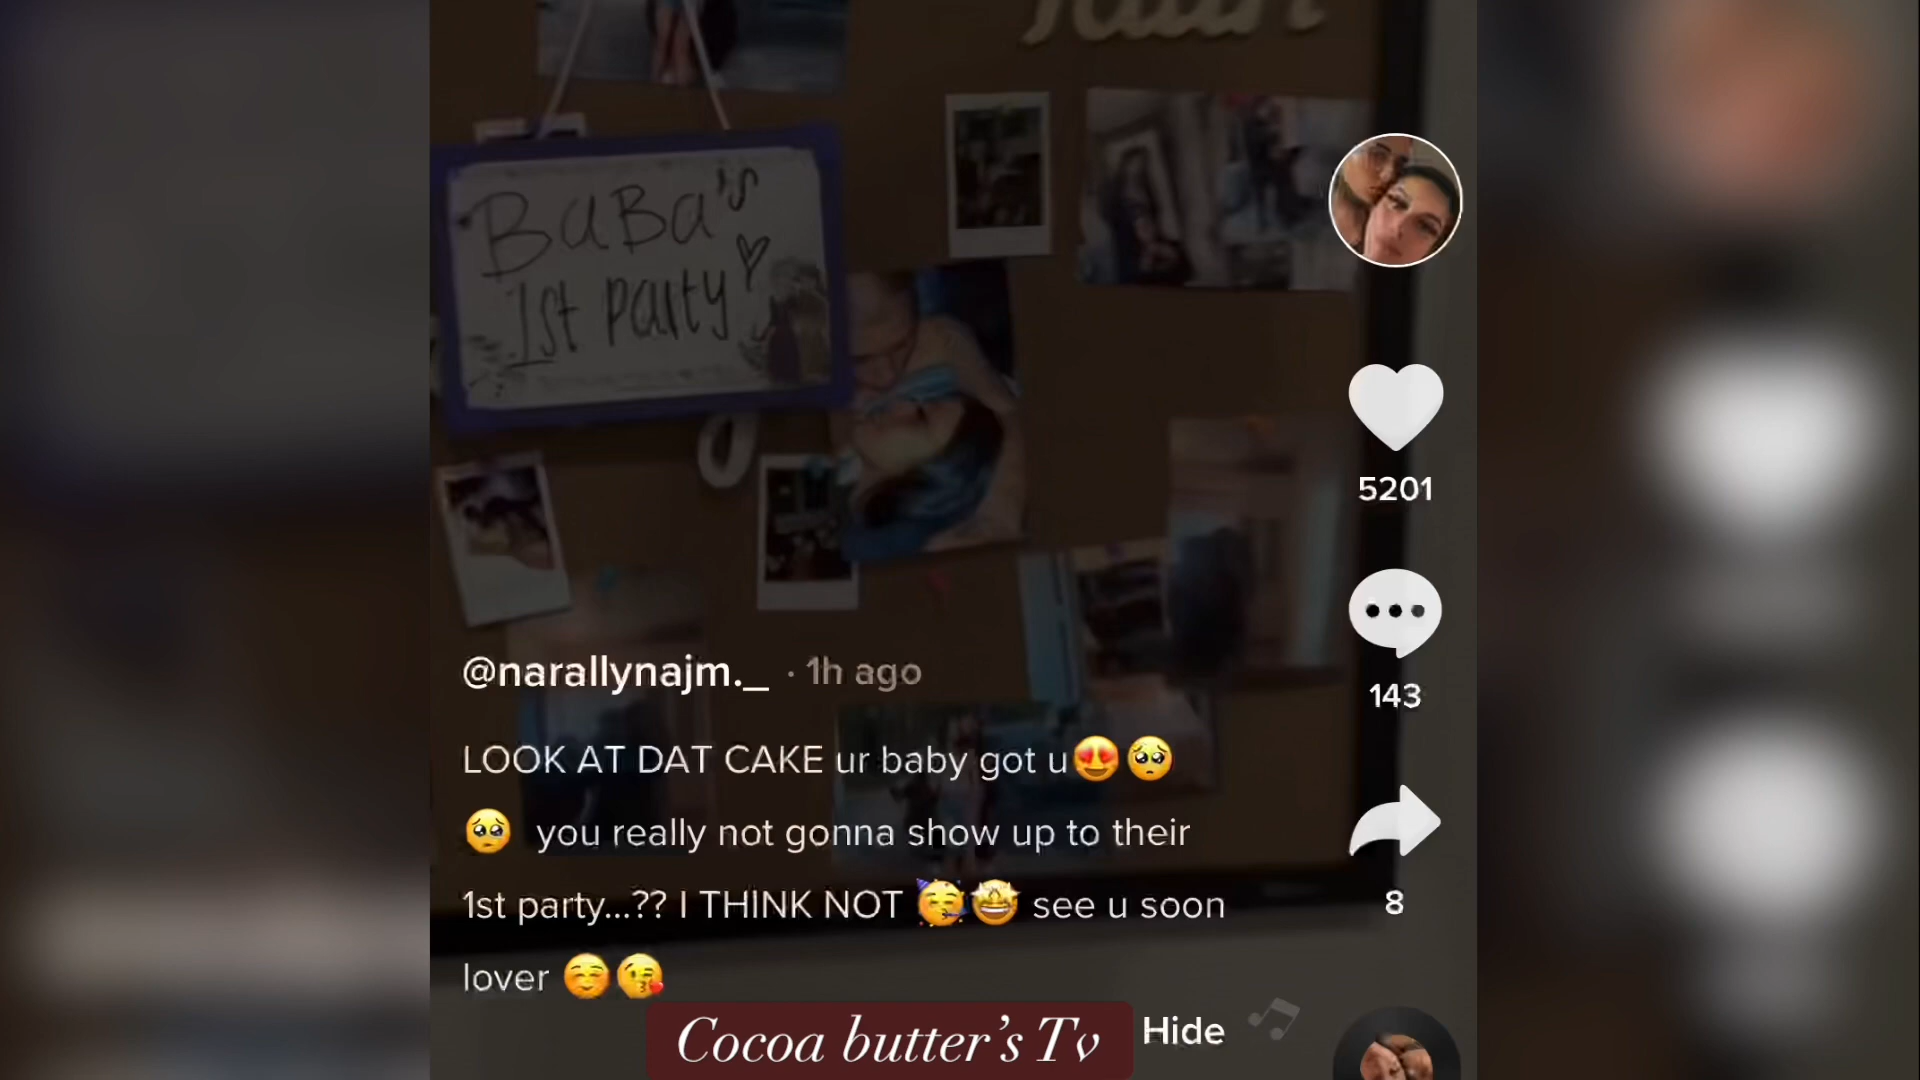 BaBa's
1st party
@narallynajm._ · 1h ago
LOOK AT DAT CAKE ur baby got u😍🥺
🥺 you really not gonna show up to their
1st party...?? I THINK NOT 🥳🤩 see u soon
lover ☺️😘
5201
143
8
Hide
Cocoa butter's Tv